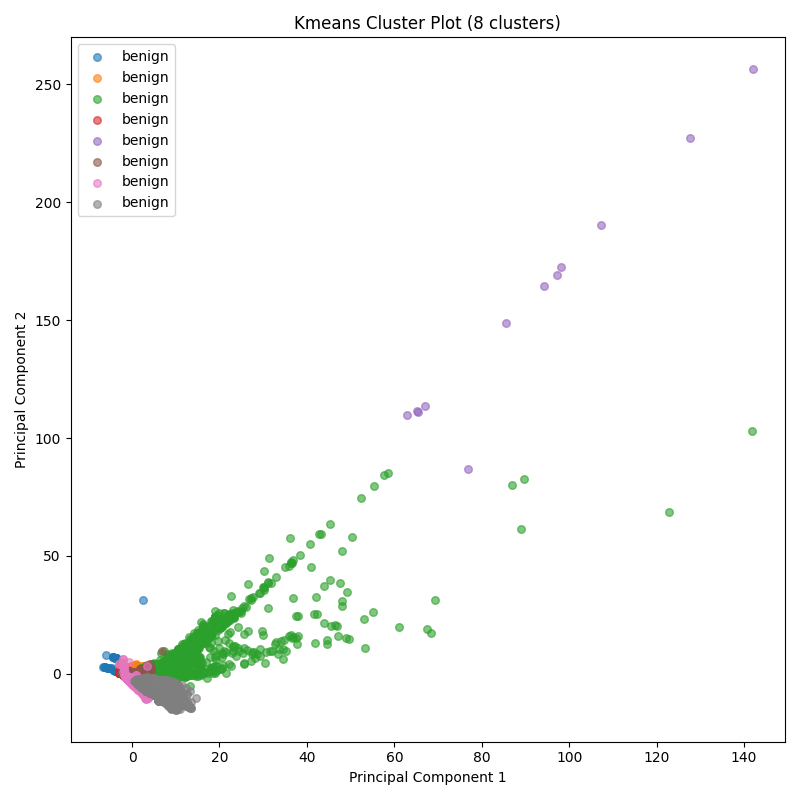 Kmeans Cluster Plot (8 clusters)
benign
benign
benign
benign
benign
benign
benign
benign
250
200
150
100
50
0
0 20 40 60 80 100 120 140
Principal Component 2
Principal Component 1